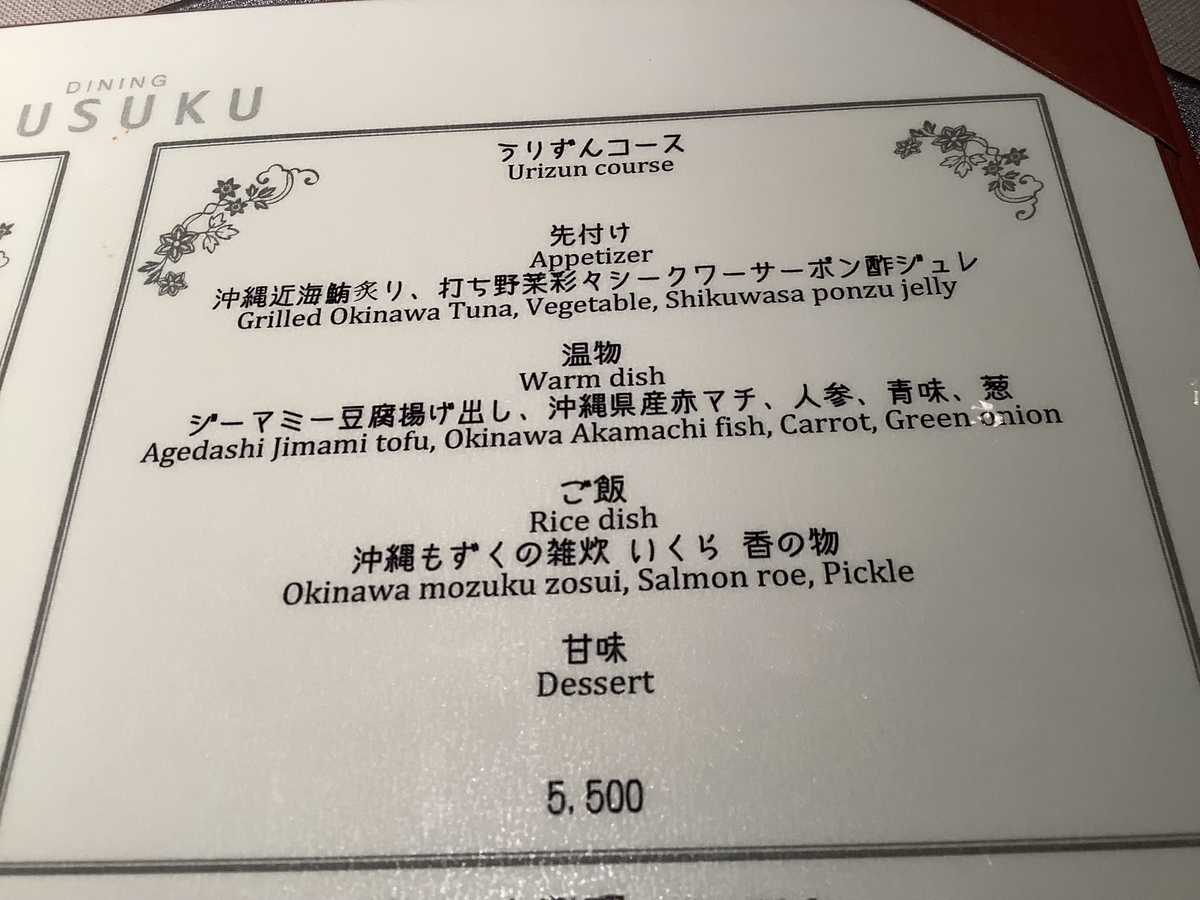 DINING
USUKU
うりずんコース
Urizun course
先付け
Appetizer
沖縄近海鮪炙り、打ち野菜彩々シークワーサーポン酢ジュレ
Grilled Okinawa Tuna, Vegetable, Shikuwasa ponzu jelly
温物
Warm dish
ジーマミー豆腐揚げ出し、沖縄県産赤マチ、人参、青味、葱
Agedashi Jimami tofu, Okinawa Akamachi fish, Carrot, Green onion
ご飯
Rice dish
沖縄もずくの雑炊 いくら 香の物
Okinawa mozuku zosui, Salmon roe, Pickle
甘味
Dessert
5,500